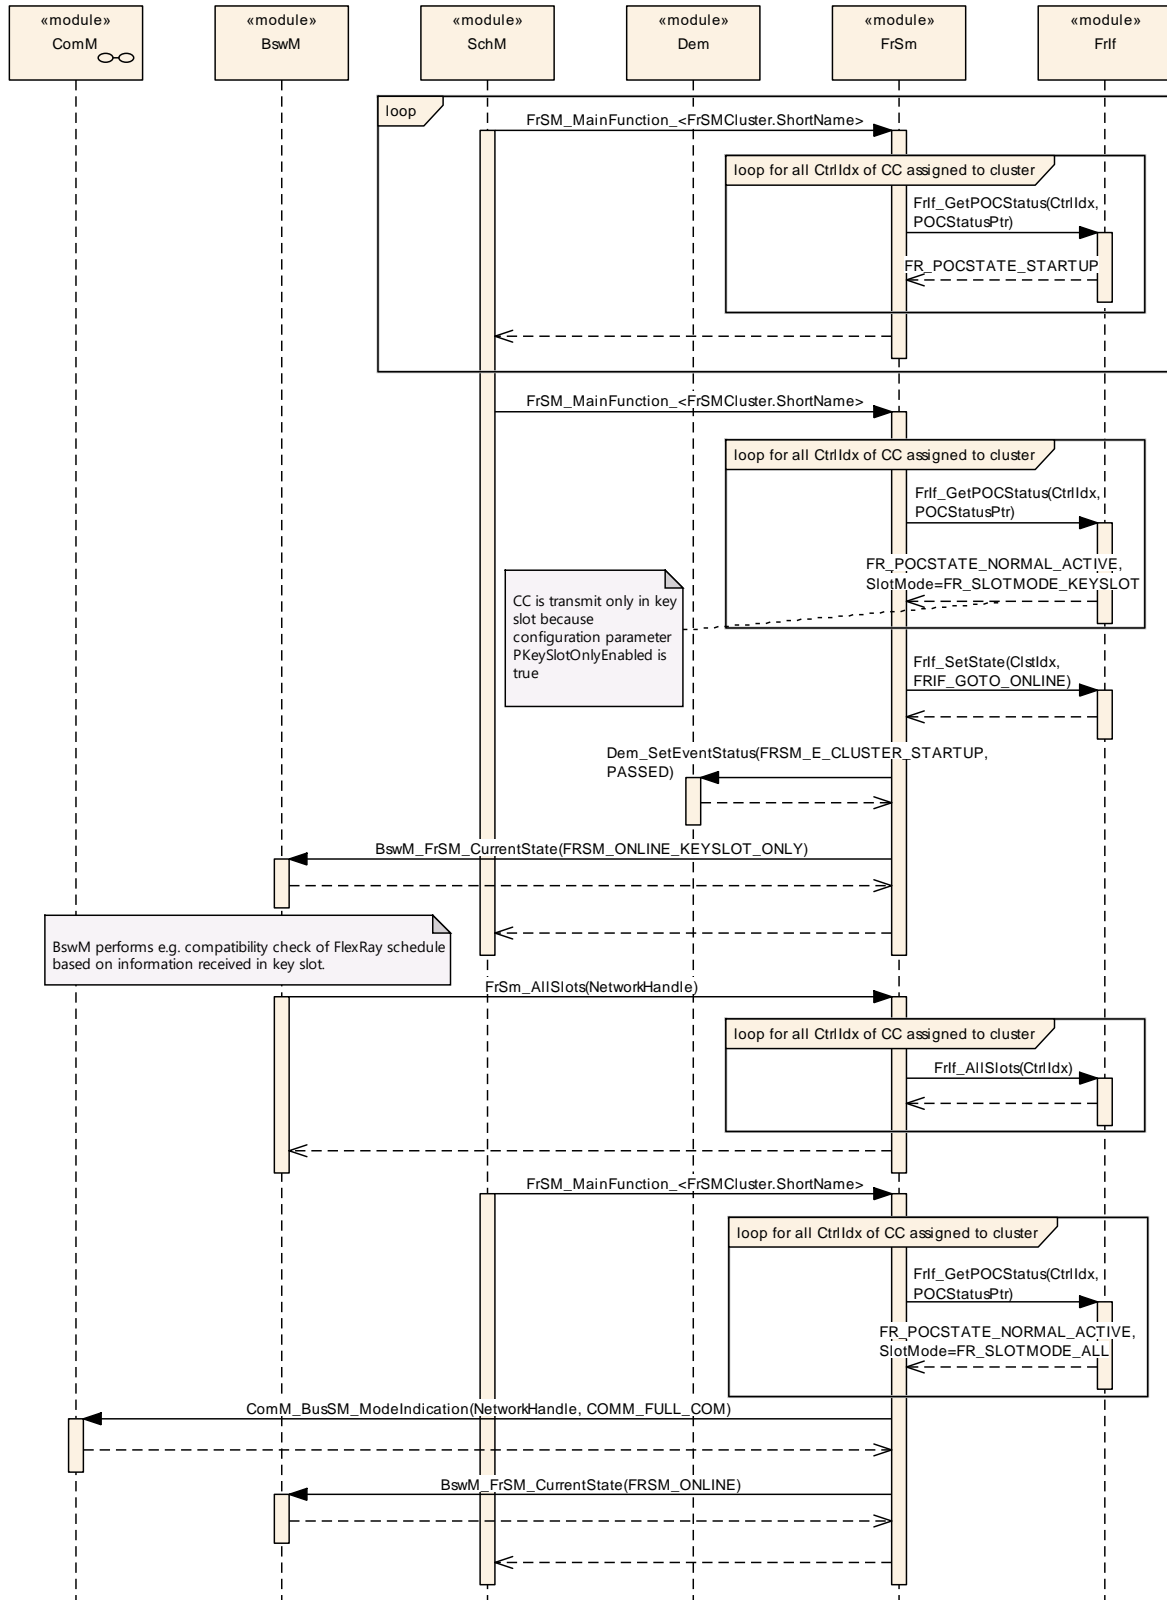 «module»
ComM
«module»
BswM
«module»
SchM
«module»
Dem
«module»
FrSm
«module»
FrIf
loop
FrSM_MainFunction_<FrSMCluster.ShortName>
loop for all CtrlIdx of CC assigned to cluster
FrIf_GetPOCStatus(CtrlIdx,
POCStatusPtr)
FR_POCSTATE_STARTUP
FrSM_MainFunction_<FrSMCluster.ShortName>
loop for all CtrlIdx of CC assigned to cluster
FrIf_GetPOCStatus(CtrlIdx,
POCStatusPtr)
FR_POCSTATE_NORMAL_ACTIVE,
SlotMode=FR_SLOTMODE_KEYSLOT
CC is transmit only in key
slot because
configuration parameter
PKeySlotOnlyEnabled is
true
FrIf_SetState(ClstIdx,
FRIF_GOTO_ONLINE)
Dem_SetEventStatus(FRSM_E_CLUSTER_STARTUP,
PASSED)
BswM_FrSM_CurrentState(FRSM_ONLINE_KEYSLOT_ONLY)
BswM performs e.g. compatibility check of FlexRay schedule
based on information received in key slot.
FrSm_AllSlots(NetworkHandle)
loop for all CtrlIdx of CC assigned to cluster
FrIf_AllSlots(CtrlIdx)
FrSM_MainFunction_<FrSMCluster.ShortName>
loop for all CtrlIdx of CC assigned to cluster
FrIf_GetPOCStatus(CtrlIdx,
POCStatusPtr)
FR_POCSTATE_NORMAL_ACTIVE,
SlotMode=FR_SLOTMODE_ALL
ComM_BusSM_ModeIndication(NetworkHandle, COMM_FULL_COM)
BswM_FrSM_CurrentState(FRSM_ONLINE)